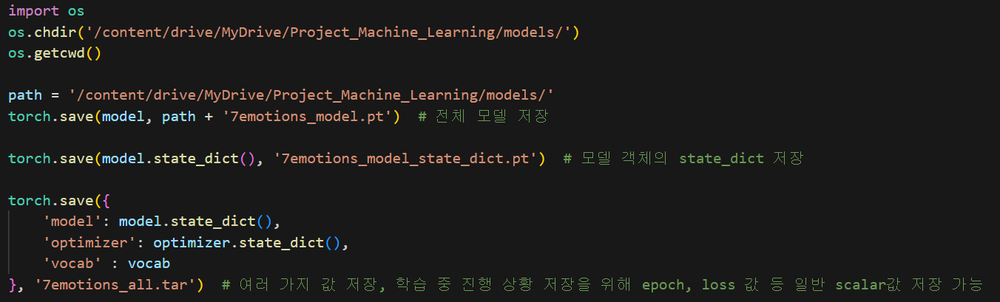 import os
os.chdir('/content/drive/MyDrive/Project_Machine_Learning/models/')
os.getcwd()
path = '/content/drive/MyDrive/Project_Machine_Learning/models/'
torch.save(model, path + '7emotions_model.pt')  # 전체 모델 저장
torch.save(model.state_dict(), '7emotions_model_state_dict.pt')  # 모델 객체의 state_dict 저장
torch.save({
    'model': model.state_dict(),
    'optimizer': optimizer.state_dict(),
    'vocab' : vocab
}, '7emotions_all.tar')  # 여러 가지 값 저장, 학습 중 진행 상황 저장을 위해 epoch, loss 값 등 일반 scalar값 저장 가능